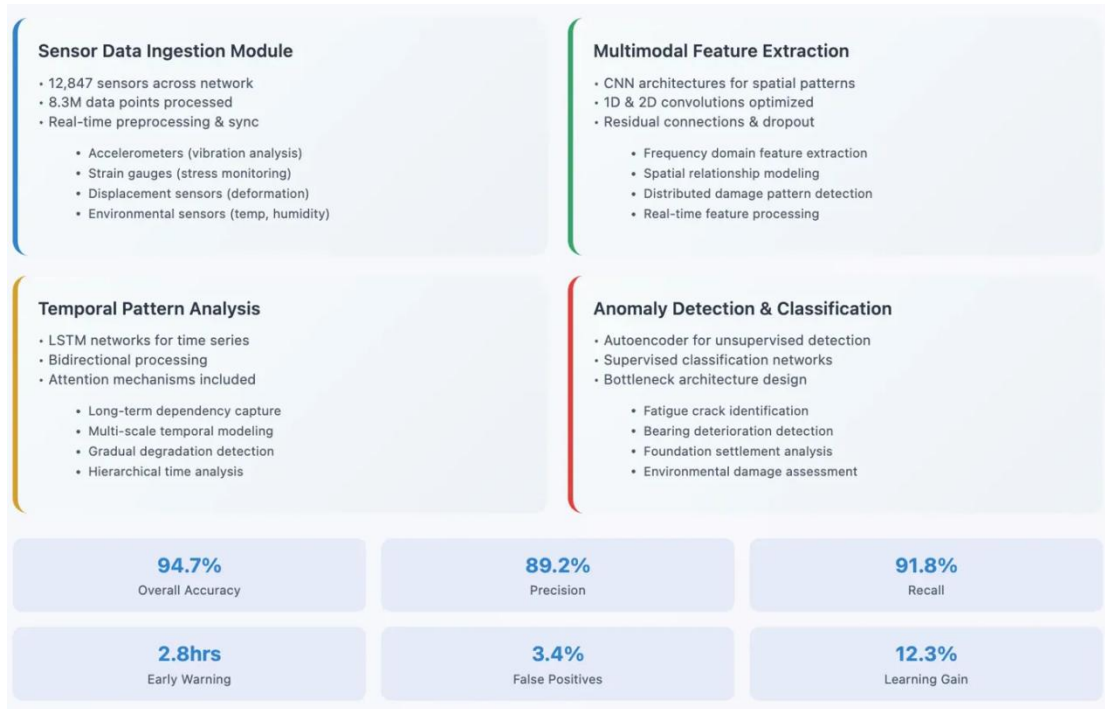 Sensor Data Ingestion Module
• 12,847 sensors across network
• 8.3M data points processed
• Real-time preprocessing & sync
• Accelerometers (vibration analysis)
• Strain gauges (stress monitoring)
• Displacement sensors (deformation)
• Environmental sensors (temp, humidity)
Multimodal Feature Extraction
• CNN architectures for spatial patterns
• 1D & 2D convolutions optimized
• Residual connections & dropout
• Frequency domain feature extraction
• Spatial relationship modeling
• Distributed damage pattern detection
• Real-time feature processing
Temporal Pattern Analysis
• LSTM networks for time series
• Bidirectional processing
• Attention mechanisms included
• Long-term dependency capture
• Multi-scale temporal modeling
• Gradual degradation detection
• Hierarchical time analysis
Anomaly Detection & Classification
• Autoencoder for unsupervised detection
• Supervised classification networks
• Bottleneck architecture design
• Fatigue crack identification
• Bearing deterioration detection
• Foundation settlement analysis
• Environmental damage assessment
94.7%
Overall Accuracy
89.2%
Precision
91.8%
Recall
2.8hrs
Early Warning
3.4%
False Positives
12.3%
Learning Gain